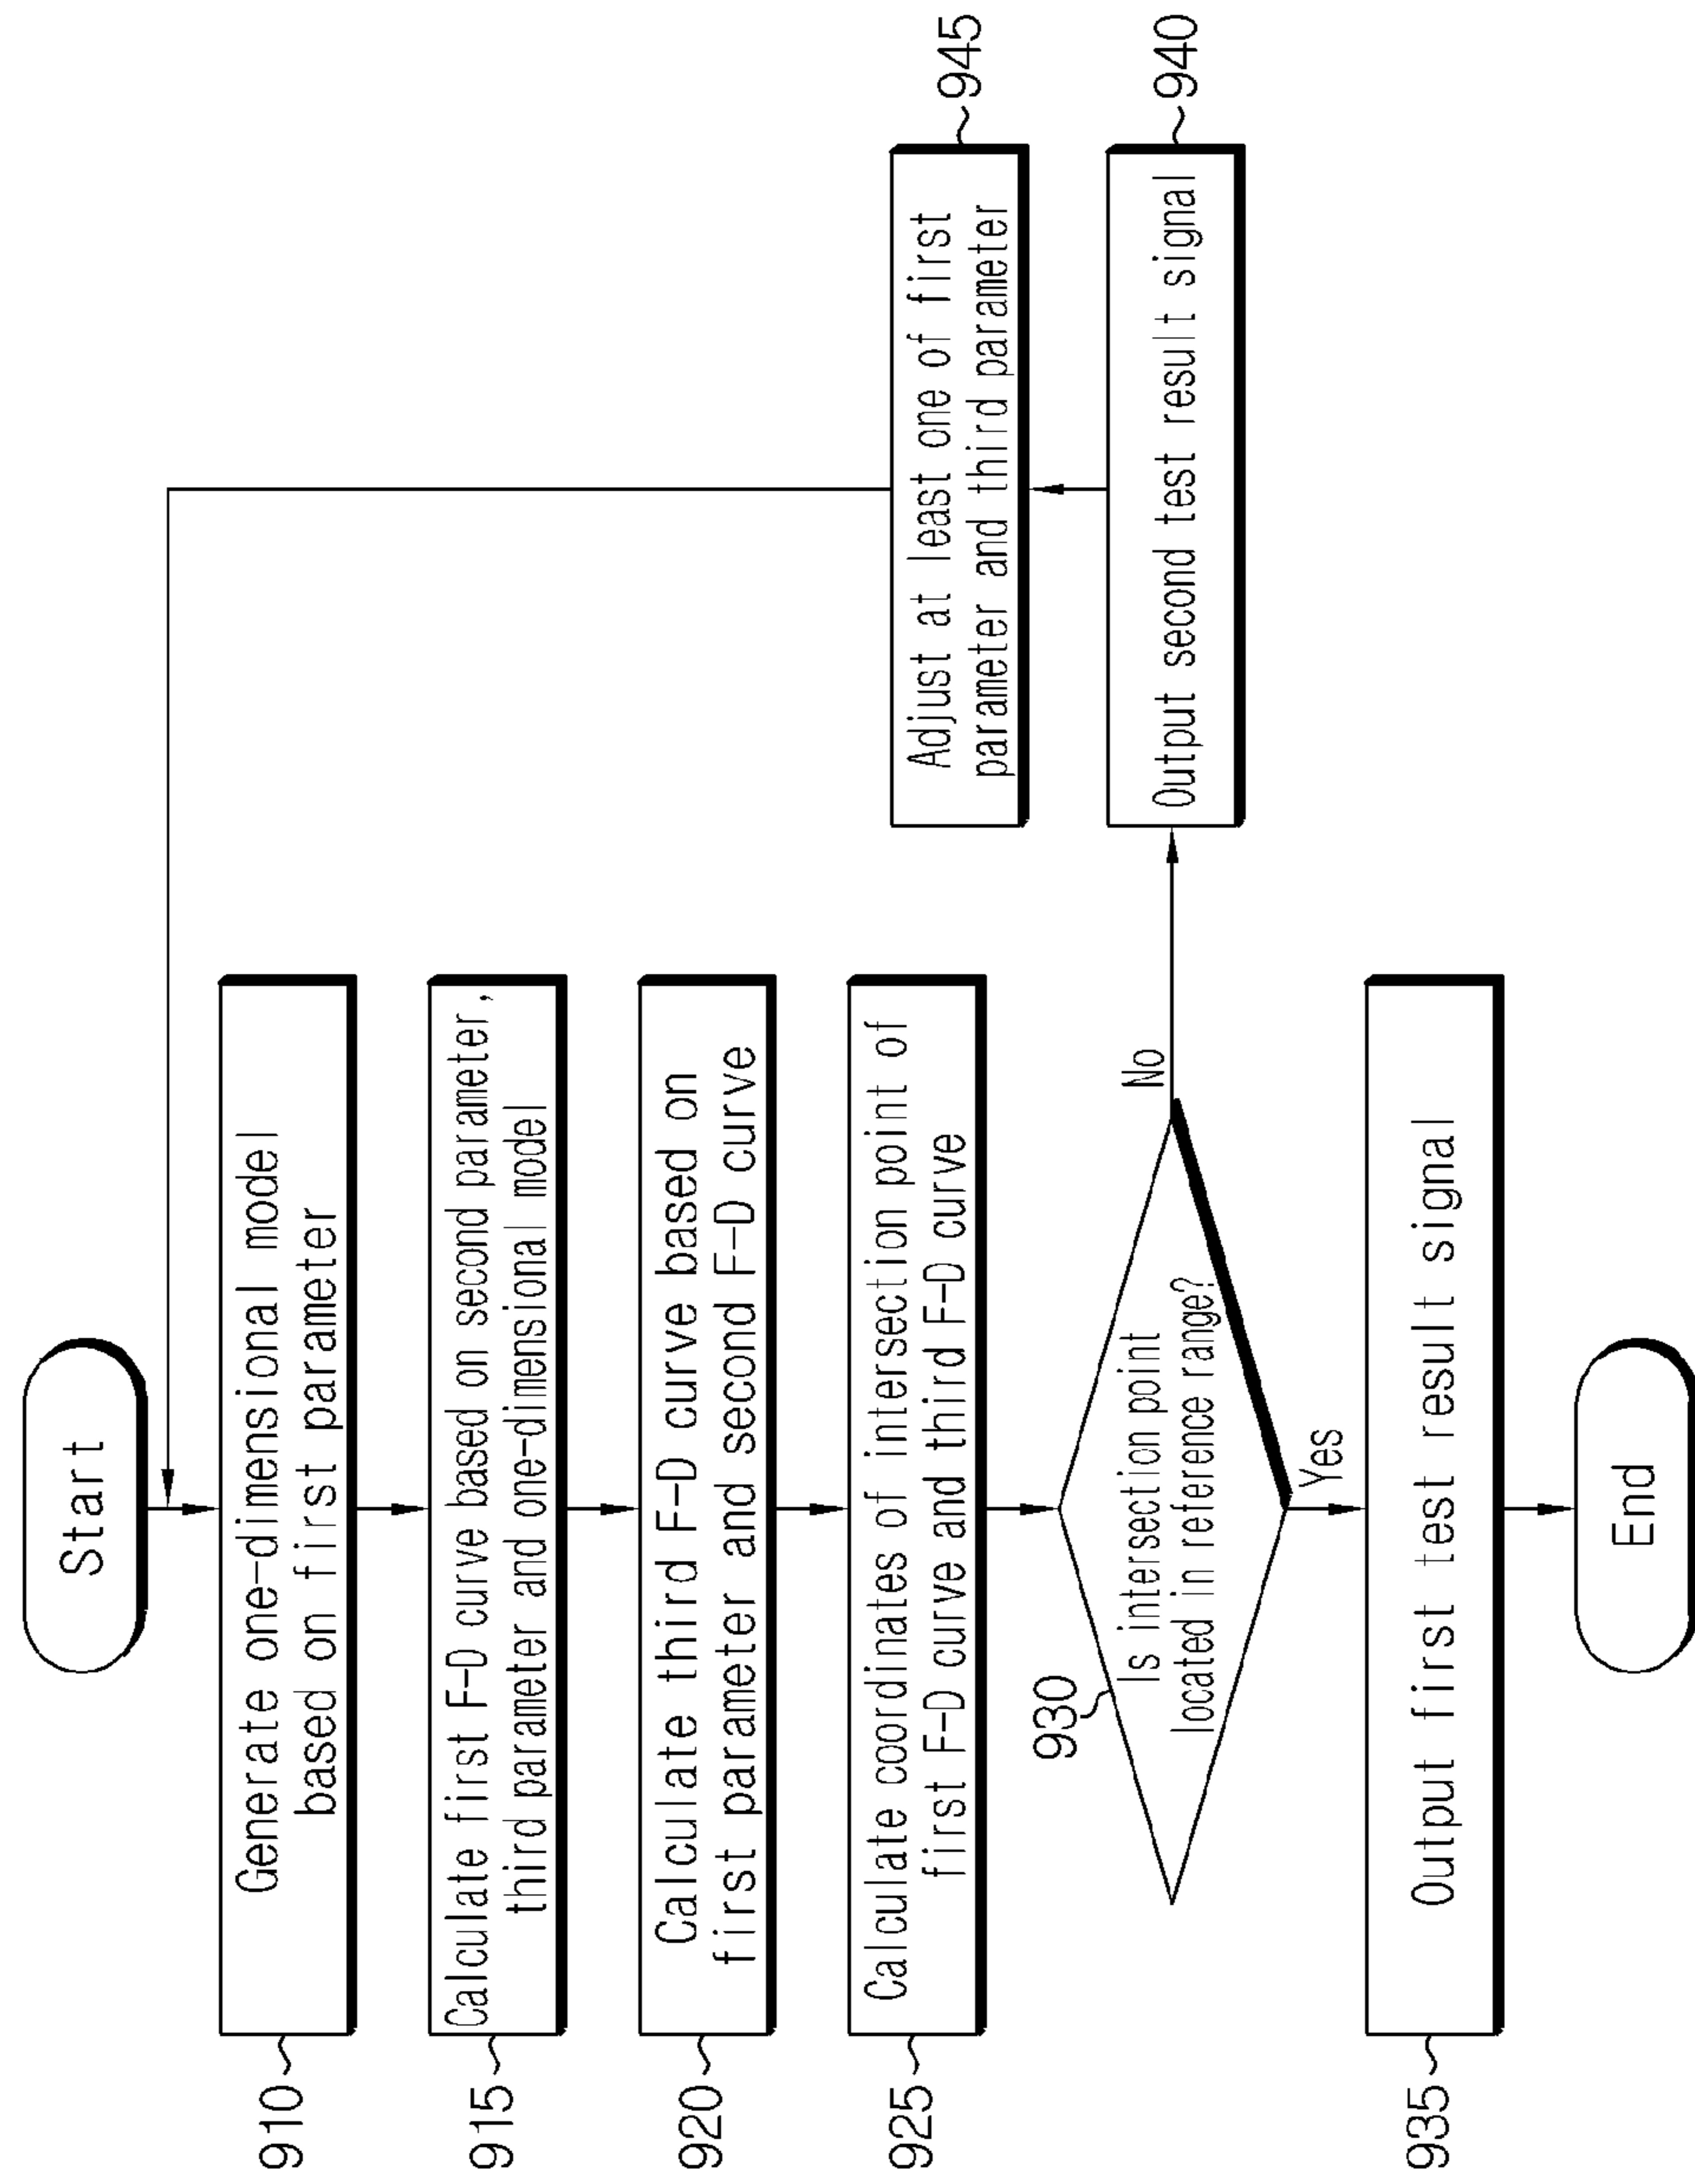 Start
910
Generate one-dimensional model
based on first parameter
915
Calculate first F-D curve based on second parameter,
third parameter and one-dimensional model
920
Calculate third F-D curve based on
first parameter and second F-D curve
925
Calculate coordinates of intersection point of
first F-D curve and third F-D curve
930
Is intersection point
located in reference range?
No
Yes
945
Adjust at least one of first
parameter and third parameter
940
Output second test result signal
935
Output first test result signal
End